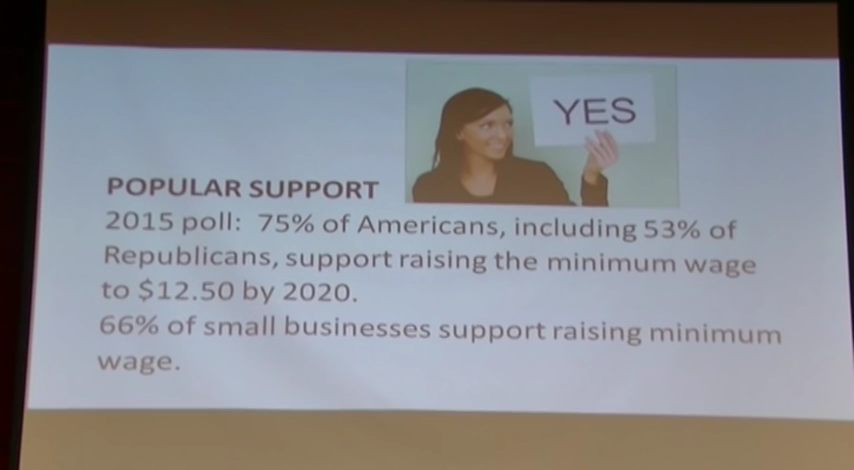 YES
POPULAR SUPPORT
2015 poll:  75% of Americans, including 53% of
Republicans, support raising the minimum wage
to $12.50 by 2020.
66% of small businesses support raising minimum
wage.